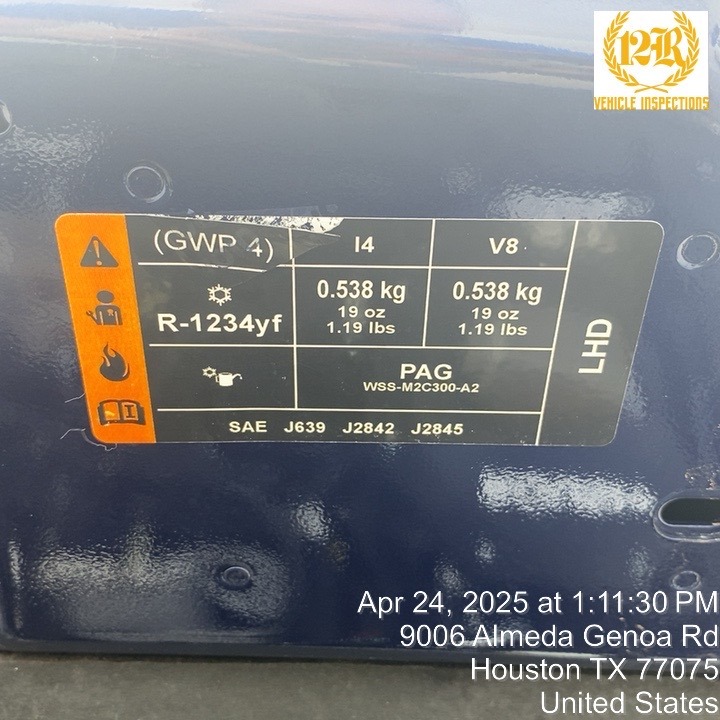 12R
VEHICLE INSPECTIONS
(GWP 4) I4 V8
R-1234yf
0.538 kg
19 oz
1.19 lbs
0.538 kg
19 oz
1.19 lbs
PAG
WSS-M2C300-A2
LHD
SAE J639 J2842 J2845
Apr 24, 2025 at 1:11:30 PM
9006 Almeda Genoa Rd
Houston TX 77075
United States